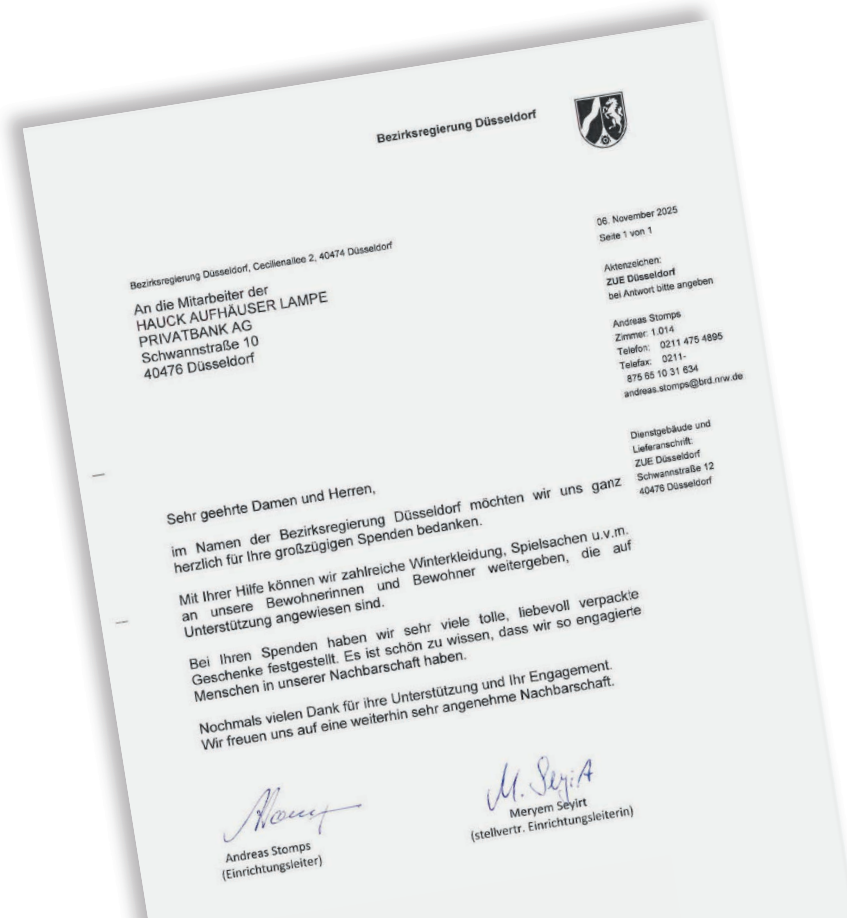 Bezirksregierung Düsseldorf
06. November 2025
Seite 1 von 1
Aktenzeichen:
ZUE Düsseldorf
bei Antwort bitte angeben
Andreas Stomps
Zimmer: 1.014
Telefon: 0211 475 4895
Telefax: 0211-
875 65 10 31 634
andreas.stomps@brd.nrw.de
Dienstgebäude und
Lieferanschrift:
ZUE Düsseldorf
Schwannstraße 12
40476 Düsseldorf
Bezirksregierung Düsseldorf, Cecilienallee 2, 40474 Düsseldorf
An die Mitarbeiter der
HAUCK AUFHÄUSER LAMPE
PRIVATBANK AG
Schwannstraße 10
40476 Düsseldorf
Sehr geehrte Damen und Herren,
im Namen der Bezirksregierung Düsseldorf möchten wir uns ganz
herzlich für Ihre großzügigen Spenden bedanken.
Mit Ihrer Hilfe können wir zahlreiche Winterkleidung, Spielsachen u.v.m.
an unsere Bewohnerinnen und Bewohner weitergeben, die auf
Unterstützung angewiesen sind.
Bei Ihren Spenden haben wir sehr viele tolle, liebevoll verpackte
Geschenke festgestellt. Es ist schön zu wissen, dass wir so engagierte
Menschen in unserer Nachbarschaft haben.
Nochmals vielen Dank für ihre Unterstützung und Ihr Engagement.
Wir freuen uns auf eine weiterhin sehr angenehme Nachbarschaft.
M. Seyirt
Andreas Stomps
(Einrichtungsleiter)
Meryem Seyirt
(stellvertr. Einrichtungsleiterin)